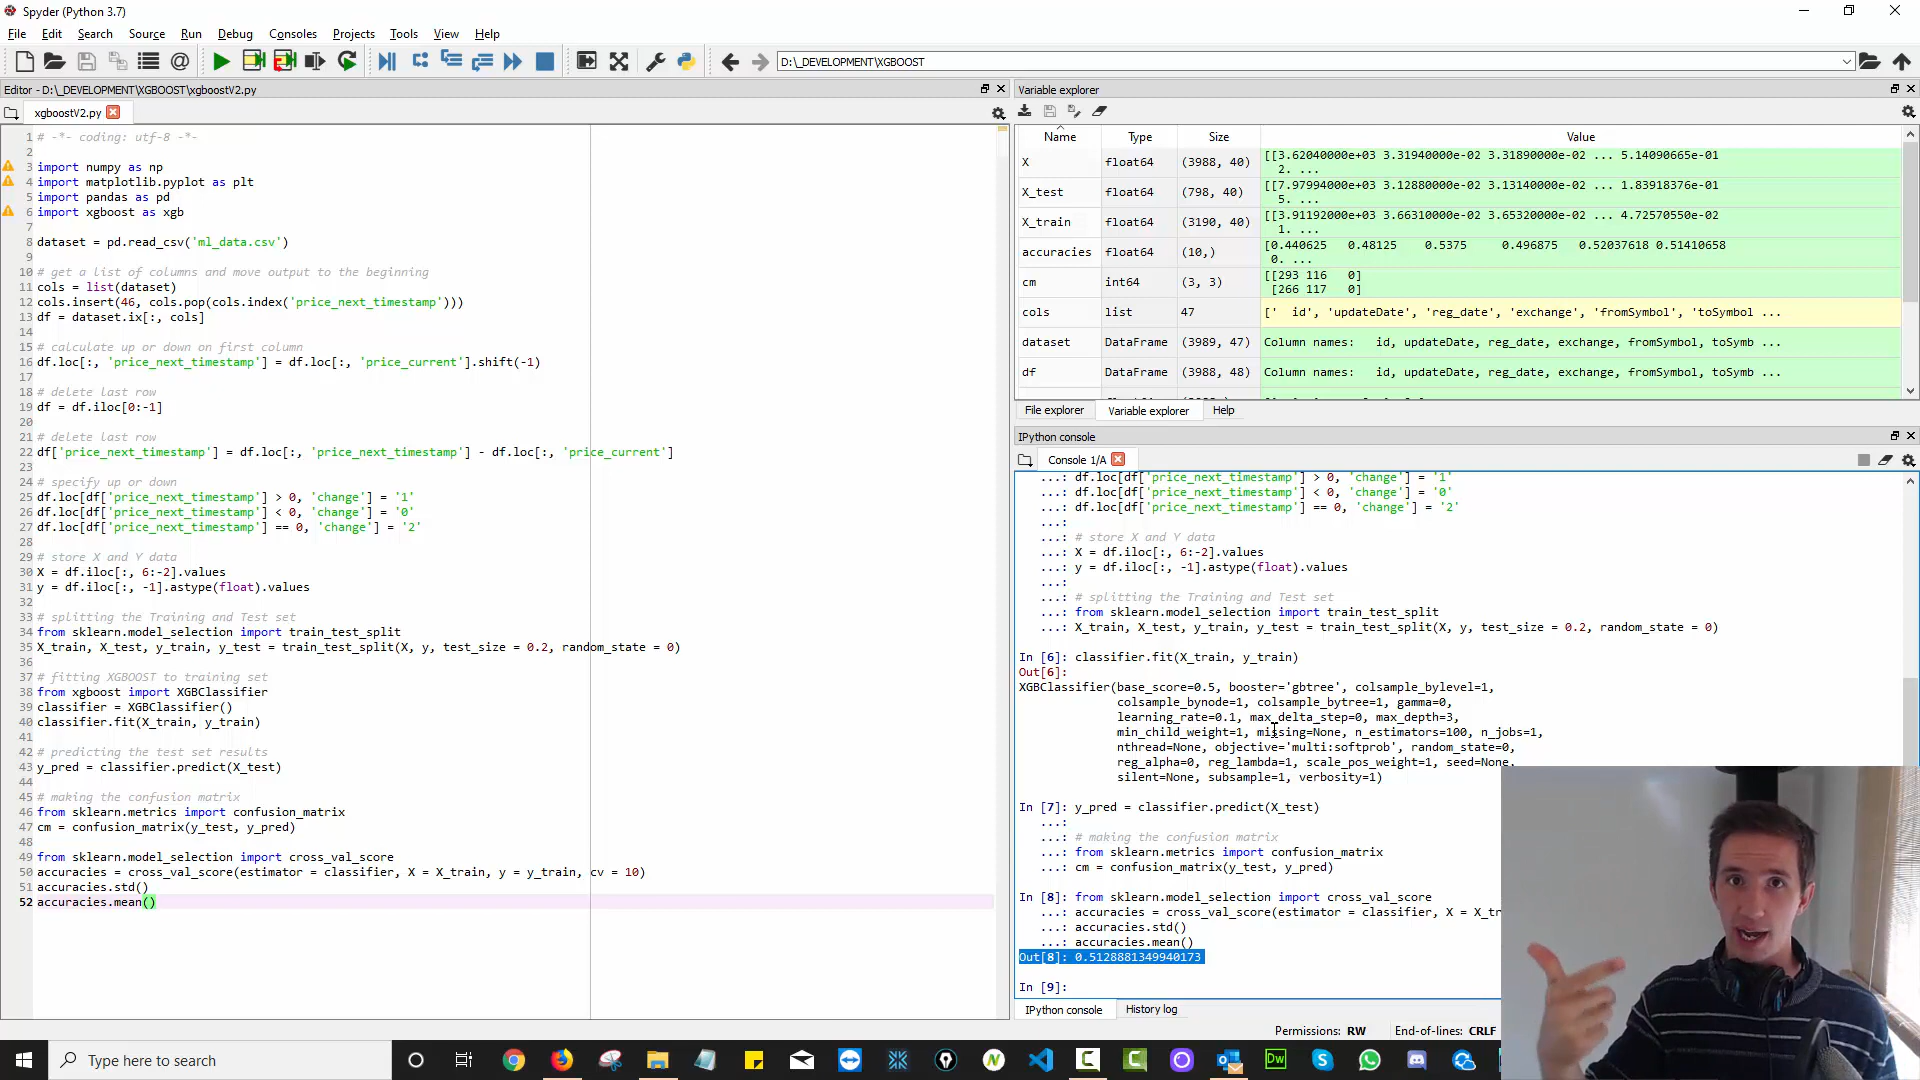 Spyder (Python 3.7)
File Edit Search Source Run Debug Consoles Projects Tools View Help
D:\_DEVELOPMENT\XGBOOST
Editor - D:\_DEVELOPMENT\XGBOOST\xgboostV2.py
xgboostV2.py
1 # -*- coding: utf-8 -*-
2
3 import numpy as np
4 import matplotlib.pyplot as plt
5 import pandas as pd
6 import xgboost as xgb
7
8 dataset = pd.read_csv('ml_data.csv')
9
10 # get a list of columns and move output to the beginning
11 cols = list(dataset)
12 cols.insert(46, cols.pop(cols.index('price_next_timestamp')))
13 df = dataset.ix[:, cols]
14
15 # calculate up or down on first column
16 df.loc[:, 'price_next_timestamp'] = df.loc[:, 'price_current'].shift(-1)
17
18 # delete last row
19 df = df.iloc[0:-1]
20
21 # delete last row
22 df['price_next_timestamp'] = df.loc[:, 'price_next_timestamp'] - df.loc[:, 'price_current']
23
24 # specify up or down
25 df.loc[df['price_next_timestamp'] > 0, 'change'] = '1'
26 df.loc[df['price_next_timestamp'] < 0, 'change'] = '0'
27 df.loc[df['price_next_timestamp'] == 0, 'change'] = '2'
28
29 # store X and Y data
30 X = df.iloc[:, 6:-2].values
31 y = df.iloc[:, -1].astype(float).values
32
33 # splitting the Training and Test set
34 from sklearn.model_selection import train_test_split
35 X_train, X_test, y_train, y_test = train_test_split(X, y, test_size = 0.2, random_state = 0)
36
37 # fitting XGBOOST to training set
38 from xgboost import XGBClassifier
39 classifier = XGBClassifier()
40 classifier.fit(X_train, y_train)
41
42 # predicting the test set results
43 y_pred = classifier.predict(X_test)
44
45 # making the confusion matrix
46 from sklearn.metrics import confusion_matrix
47 cm = confusion_matrix(y_test, y_pred)
48
49 from sklearn.model_selection import cross_val_score
50 accuracies = cross_val_score(estimator = classifier, X = X_train, y = y_train, cv = 10)
51 accuracies.std()
52 accuracies.mean()
Variable explorer
Name Type Size Value
X float64 (3988, 40) [[3.62040000e+03 3.31940000e-02 3.31890000e-02 ... 5.14090665e-01
2. ...
X_test float64 (798, 40) [[7.97994000e+03 3.12880000e-02 3.13140000e-02 ... 1.83918376e-01
5. ...
X_train float64 (3190, 40) [[3.91192000e+03 3.66310000e-02 3.65320000e-02 ... 4.72570550e-02
1. ...
accuracies float64 (10,) [0.440625 0.48125 0.5375 0.496875 0.52037618 0.51410658
0. ...
cm int64 (3, 3) [[293 116 0]
[266 117 0]
cols list 47 [' id', 'updateDate', 'reg_date', 'exchange', 'fromSymbol', 'toSymbol ...
dataset DataFrame (3989, 47) Column names: id, updateDate, reg_date, exchange, fromSymbol, toSymb ...
df DataFrame (3988, 48) Column names: id, updateDate, reg_date, exchange, fromSymbol, toSymb ...
File explorer Variable explorer Help
IPython console
Console 1/A
...: df.loc[df['price_next_timestamp'] > 0, 'change'] = '1'
...: df.loc[df['price_next_timestamp'] < 0, 'change'] = '0'
...: df.loc[df['price_next_timestamp'] == 0, 'change'] = '2'
...:
...: # store X and Y data
...: X = df.iloc[:, 6:-2].values
...: y = df.iloc[:, -1].astype(float).values
...:
...: # splitting the Training and Test set
...: from sklearn.model_selection import train_test_split
...: X_train, X_test, y_train, y_test = train_test_split(X, y, test_size = 0.2, random_state = 0)
In [6]: classifier.fit(X_train, y_train)
Out[6]:
XGBClassifier(base_score=0.5, booster='gbtree', colsample_bylevel=1,
colsample_bynode=1, colsample_bytree=1, gamma=0,
learning_rate=0.1, max_delta_step=0, max_depth=3,
min_child_weight=1, missing=None, n_estimators=100, n_jobs=1,
nthread=None, objective='multi:softprob', random_state=0,
reg_alpha=0, reg_lambda=1, scale_pos_weight=1, seed=None,
silent=None, subsample=1, verbosity=1)
In [7]: y_pred = classifier.predict(X_test)
...:
...: # making the confusion matrix
...: from sklearn.metrics import confusion_matrix
...: cm = confusion_matrix(y_test, y_pred)
In [8]: from sklearn.model_selection import cross_val_score
...: accuracies = cross_val_score(estimator = classifier, X = X_tr
...: accuracies.std()
...: accuracies.mean()
Out[8]: 0.5128881349940173
In [9]:
IPython console History log
Permissions: RW End-of-lines: CRLF
Type here to search
Dw